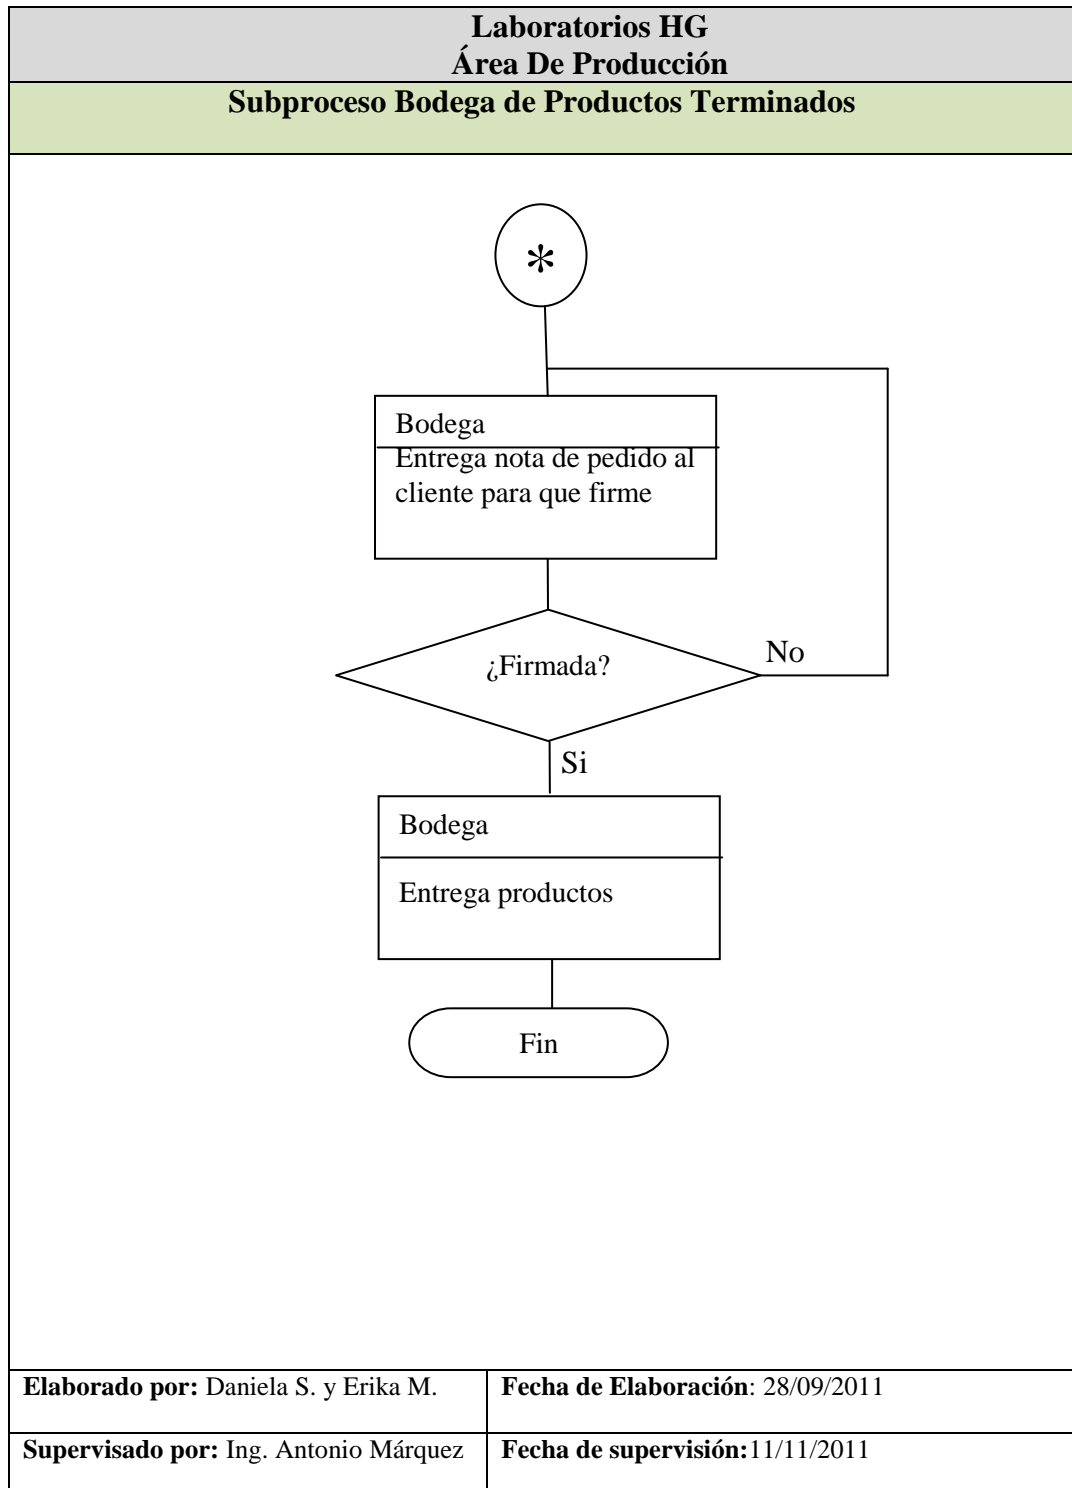 Laboratorios HG
Área De Producción
Subproceso Bodega de Productos Terminados
*
Bodega
Entrega nota de pedido al
cliente para que firme
¿Firmada?
No
Si
Bodega
Entrega productos
Fin
Elaborado por: Daniela S. y Erika M.
Fecha de Elaboración: 28/09/2011
Supervisado por: Ing. Antonio Márquez
Fecha de supervisión:11/11/2011